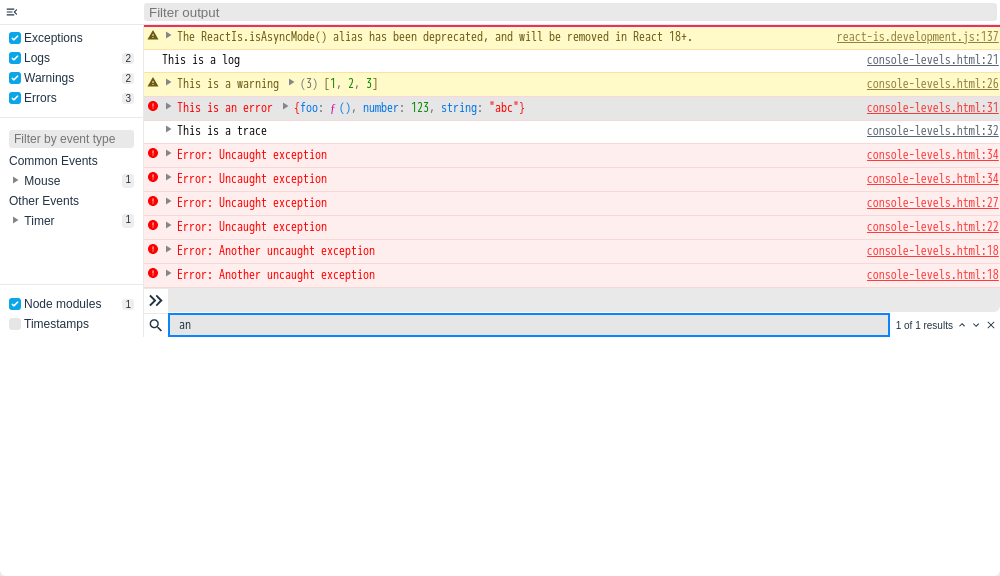 Filter output
Exceptions
Logs 2
Warnings 2
Errors 3
Filter by event type
Common Events
Mouse 1
Other Events
Timer 1
Node modules 1
Timestamps
The ReactIs.isAsyncMode() alias has been deprecated, and will be removed in React 18+. react-is.development.js:137
This is a log console-levels.html:21
This is a warning (3) [1, 2, 3] console-levels.html:26
This is an error {foo: ƒ (), number: 123, string: "abc"} console-levels.html:31
This is a trace console-levels.html:32
Error: Uncaught exception console-levels.html:34
Error: Uncaught exception console-levels.html:34
Error: Uncaught exception console-levels.html:27
Error: Uncaught exception console-levels.html:22
Error: Another uncaught exception console-levels.html:18
Error: Another uncaught exception console-levels.html:18
an 1 of 1 results